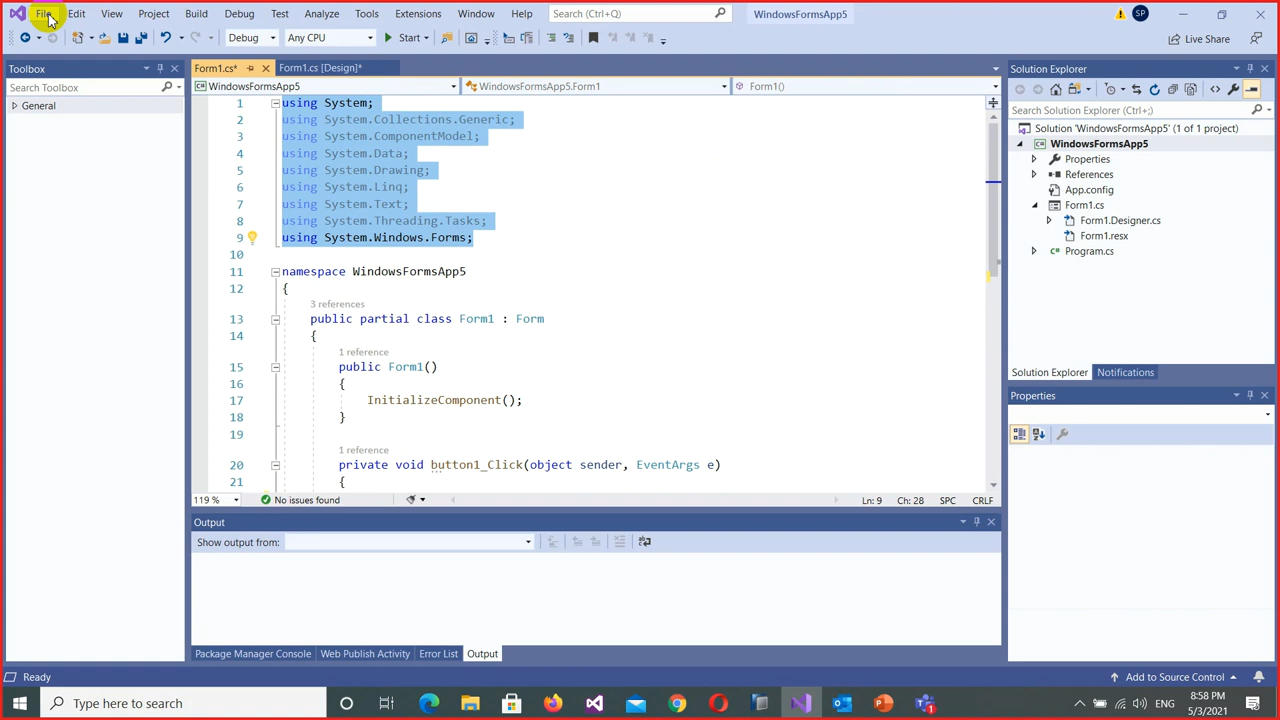 File Edit View Project Build Debug Test Analyze Tools Extensions Window Help Search (Ctrl+Q) WindowsFormsApp5 SP
Debug Any CPU Start Live Share
Toolbox
Search Toolbox
General
Form1.cs* Form1.cs [Design]*
WindowsFormsApp5 WindowsFormsApp5.Form1 Form1()
1 using System;
2 using System.Collections.Generic;
3 using System.ComponentModel;
4 using System.Data;
5 using System.Drawing;
6 using System.Linq;
7 using System.Text;
8 using System.Threading.Tasks;
9 using System.Windows.Forms;
10
11 namespace WindowsFormsApp5
12 {
3 references
13 public partial class Form1 : Form
14 {
1 reference
15 public Form1()
16 {
17 InitializeComponent();
18 }
19
1 reference
20 private void button1_Click(object sender, EventArgs e)
21 {
119 % No issues found Ln: 9 Ch: 28 SPC CRLF
Output
Show output from:
Package Manager Console Web Publish Activity Error List Output
Solution Explorer
Search Solution Explorer (Ctrl+;)
Solution 'WindowsFormsApp5' (1 of 1 project)
WindowsFormsApp5
Properties
References
App.config
Form1.cs
Form1.Designer.cs
Form1.resx
Program.cs
Solution Explorer Notifications
Properties
Ready Add to Source Control
Type here to search ENG 8:58 PM
5/3/2021